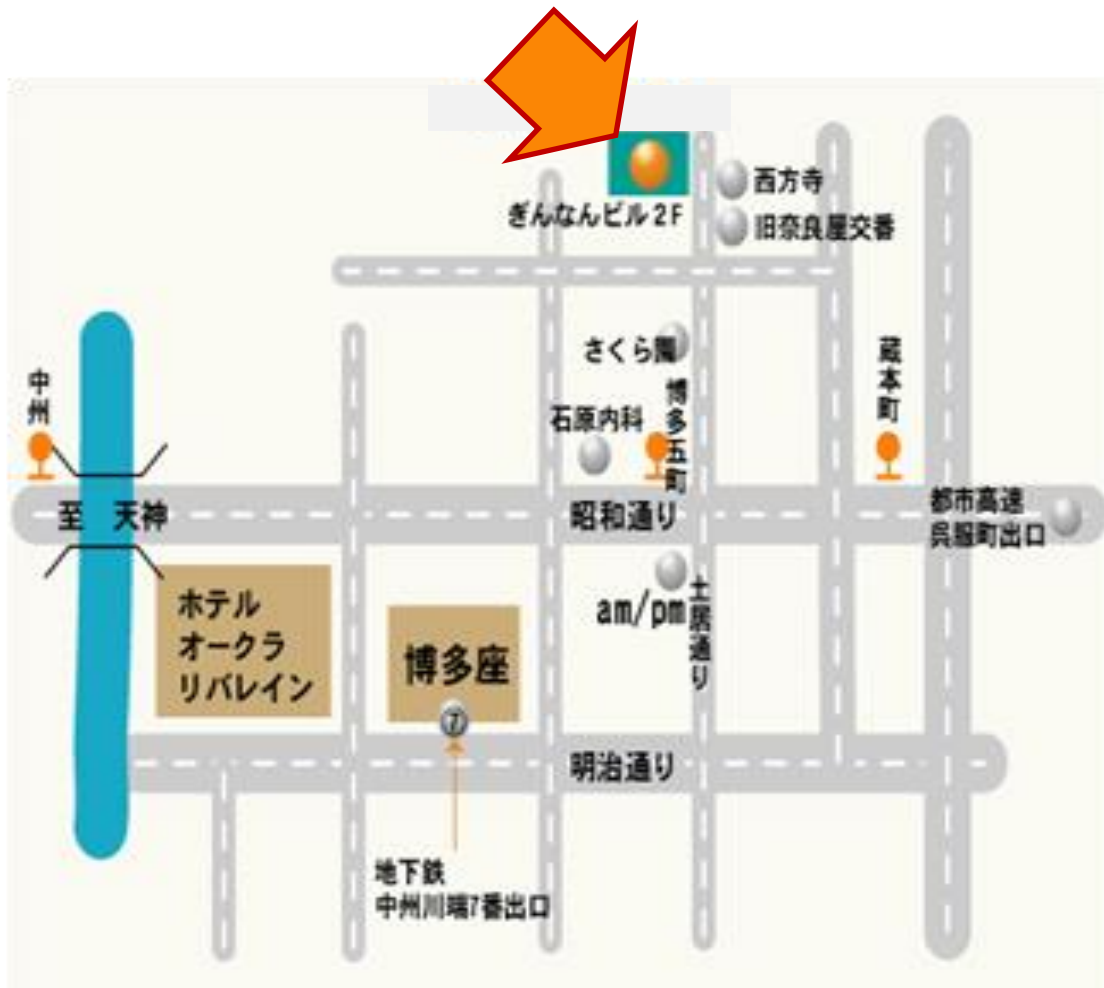 西方寺
ぎんなんビル2F
旧奈良屋交番
さくら園
中州
蔵本町
博多五町
石原内科
至 天神
昭和通り
都市高速
呉服町出口
ホテル
オークラ
リバレイン
am/pm
土居通り
博多座
⑦
明治通り
地下鉄
中州川端7番出口